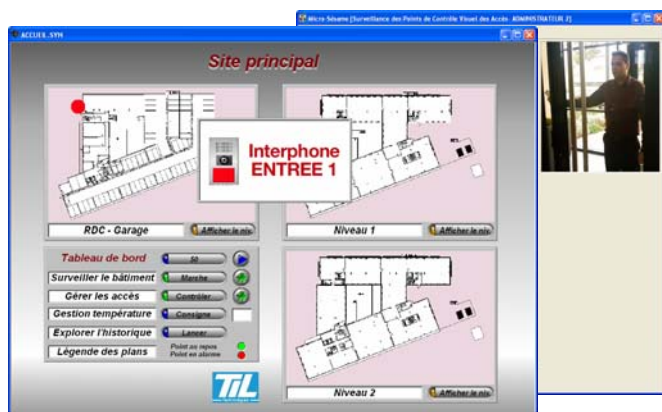 Micro-Sésame [Surveillance des Points de Contrôle Visuel des Accès - ADMINISTRATEUR 2]
ACCUEIL.SYN
Site principal
Interphone
ENTREE 1
RDC - Garage
Afficher le niv.
Niveau 1
Afficher le niv.
Tableau de bord
50
Surveiller le bâtiment
Marche
Gérer les accès
Contrôler
Gestion température
Consigne
Explorer l'historique
Lancer
Légende des plans
Point au repos
Point en alarme
TIL
Niveau 2
Afficher le niv.